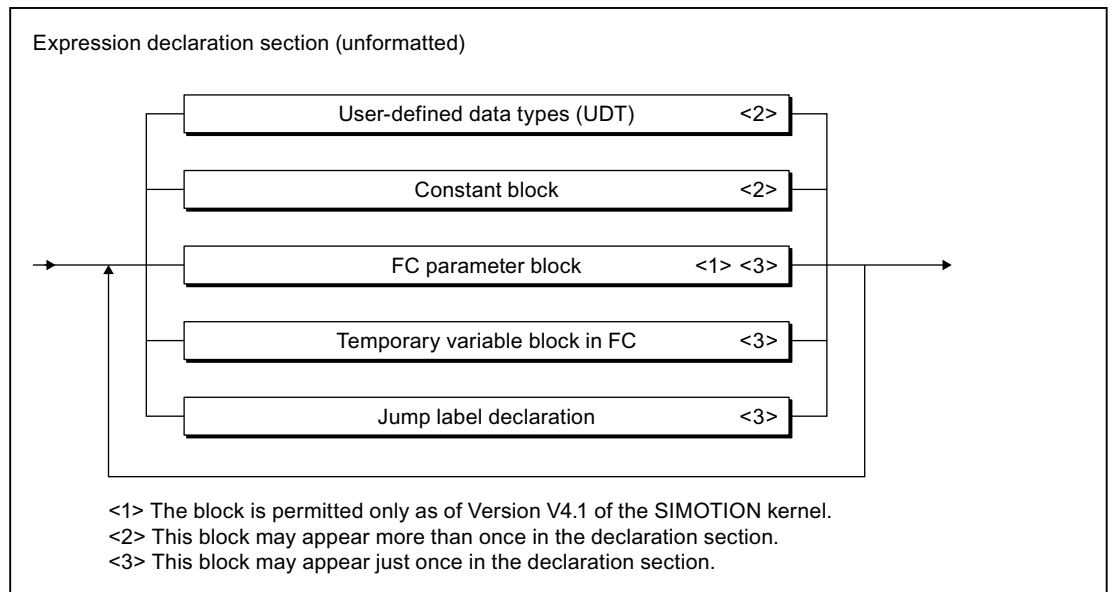 Expression declaration section (unformatted)
User-defined data types (UDT) <2>
Constant block <2>
FC parameter block <1> <3>
Temporary variable block in FC <3>
Jump label declaration <3>
<1> The block is permitted only as of Version V4.1 of the SIMOTION kernel.
<2> This block may appear more than once in the declaration section.
<3> This block may appear just once in the declaration section.